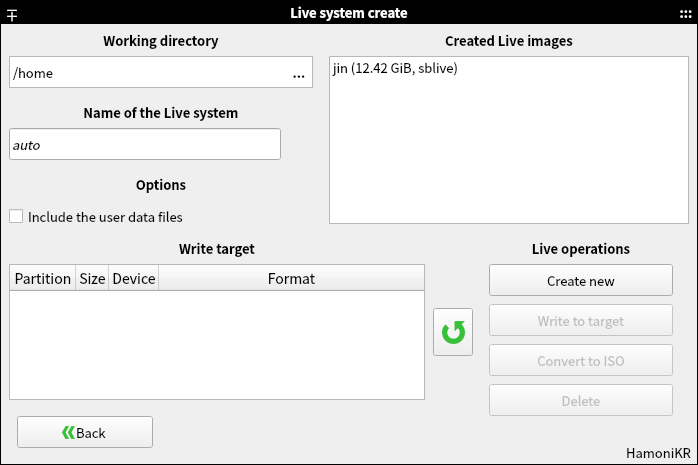 Live system create
Working directory
/home
...
Name of the Live system
auto
Options
Include the user data files
Created Live images
jin (12.42 GiB, sblive)
Write target
Partition Size Device Format
Live operations
Create new
Write to target
Convert to ISO
Delete
Back
HamoniKR